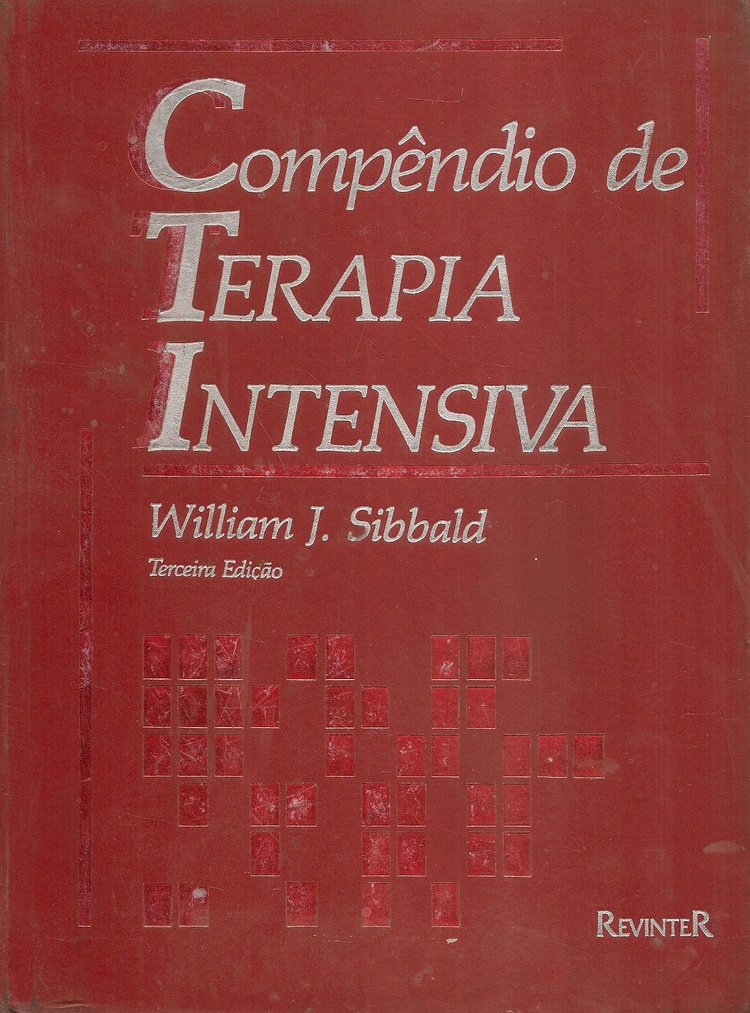 Compêndio de
TERAPIA
INTENSIVA
William J. Sibbald
Terceira Edição
REVINTER